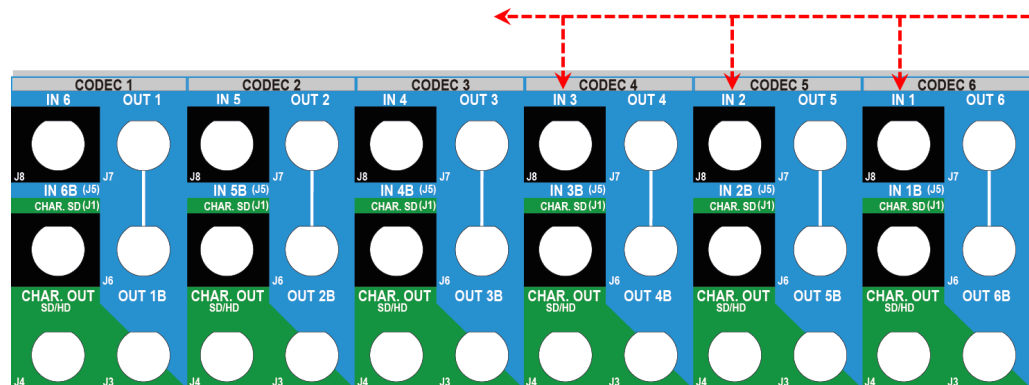 CODEC 1 CODEC 2 CODEC 3 CODEC 4 CODEC 5 CODEC 6
IN 6 OUT 1 IN 5 OUT 2 IN 4 OUT 3 IN 3 OUT 4 IN 2 OUT 5 IN 1 OUT 6
J8 J7 J8 J7 J8 J7 J8 J7 J8 J7 J8 J7
IN 6B (J5) IN 5B (J5) IN 4B (J5) IN 3B (J5) IN 2B (J5) IN 1B (J5)
CHAR. SD (J1) CHAR. SD (J1) CHAR. SD (J1) CHAR. SD (J1) CHAR. SD (J1) CHAR. SD (J1)
J6 J6 J6 J6 J6 J6
CHAR. OUT OUT 1B CHAR. OUT OUT 2B CHAR. OUT OUT 3B CHAR. OUT OUT 4B CHAR. OUT OUT 5B CHAR. OUT OUT 6B
SD/HD SD/HD SD/HD SD/HD SD/HD SD/HD
J4 J3 J4 J3 J4 J3 J4 J3 J4 J3 J4 J3